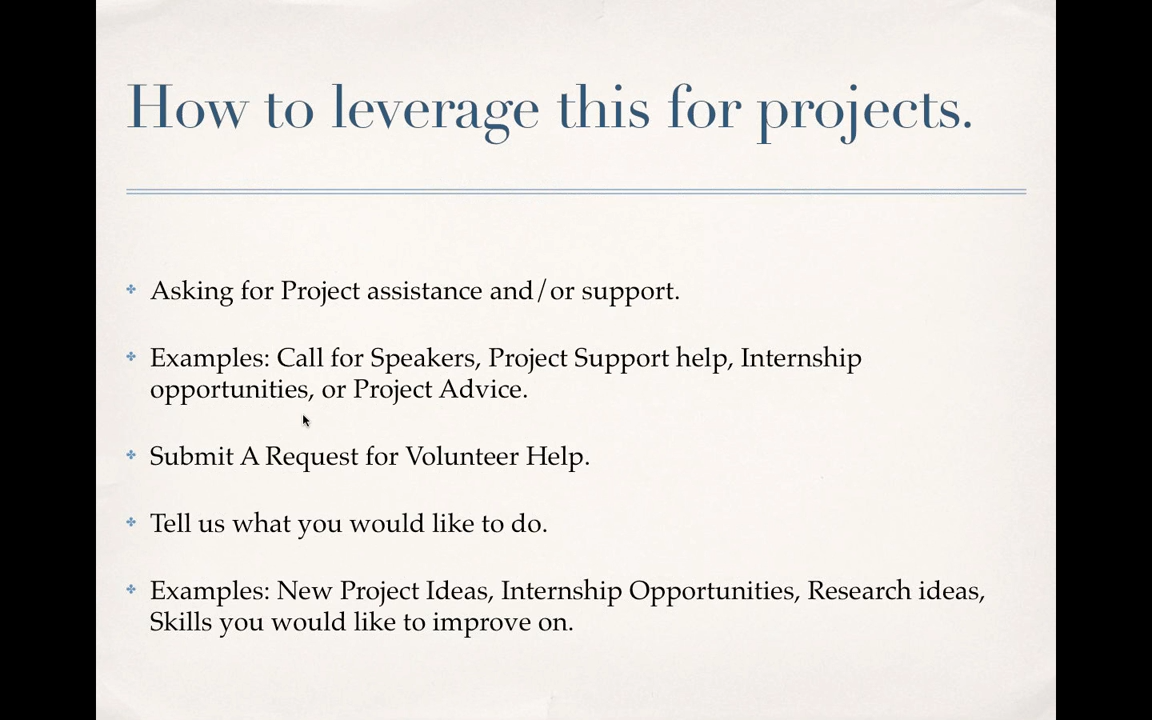 How to leverage this for projects.
Asking for Project assistance and/or support.
Examples: Call for Speakers, Project Support help, Internship
opportunities, or Project Advice.
Submit A Request for Volunteer Help.
Tell us what you would like to do.
Examples: New Project Ideas, Internship Opportunities, Research ideas,
Skills you would like to improve on.